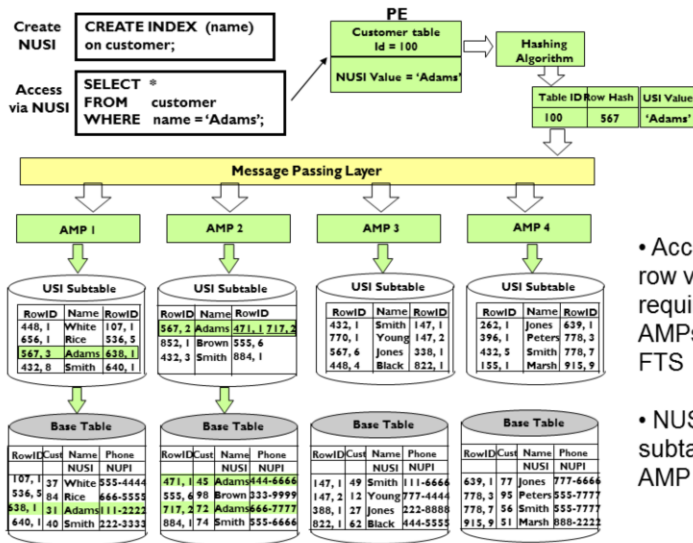 Create
NUSI
CREATE INDEX (name)
on customer;
Access
via NUSI
SELECT *
FROM customer
WHERE name = 'Adams';
PE
Customer table
Id = 100
NUSI Value = 'Adams'
Hashing
Algorithm
Table ID Row Hash USI Value
100 567 'Adams'
Message Passing Layer
AMP 1 AMP 2 AMP 3 AMP 4
USI Subtable
RowID Name RowID
448, 1 White 107, 1
656, 1 Rice 536, 5
567, 3 Adams 638, 1
432, 8 Smith 640, 1
USI Subtable
RowID Name RowID
567, 2 Adams 471, 1 717, 2
852, 1 Brown 555, 6
432, 3 Smith 884, 1
USI Subtable
RowID Name RowID
432, 1 Smith 147, 1
770, 1 Young 147, 2
567, 6 Jones 338, 1
448, 4 Black 822, 1
USI Subtable
RowID Name RowID
262, 1 Jones 639, 1
396, 1 Peters 778, 3
432, 5 Smith 778, 7
155, 1 Marsh 915, 9
Base Table
RowID Cust Name Phone
NUSI NUPI
107, 1 37 White 555-4444
536, 5 84 Rice 666-5555
638, 1 31 Adams 111-2222
640, 1 40 Smith 222-3333
Base Table
RowID Cust Name Phone
NUSI NUPI
471, 1 45 Adams 444-6666
555, 6 98 Brown 333-9999
717, 2 72 Adams 666-7777
884, 1 74 Smith 555-6666
Base Table
RowID Cust Name Phone
NUSI NUPI
147, 1 49 Smith 111-6666
147, 2 12 Young 777-4444
388, 1 27 Jones 222-8888
822, 1 62 Black 444-5555
Base Table
RowID Cust Name Phone
NUSI NUPI
639, 1 77 Jones 777-6666
778, 3 95 Peters 555-7777
778, 7 56 Smith 555-7777
915, 9 51 Marsh 888-2222
• Acc
row v
requi
AMPs
FTS
• NUS
subta
AMP